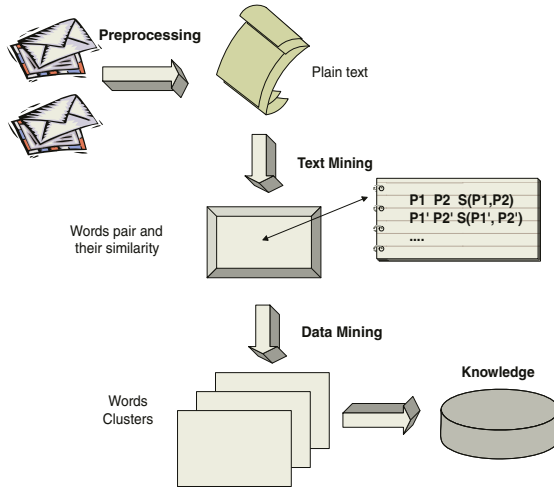 Preprocessing
Plain text
Text Mining
Words pair and
their similarity
P1 P2 S(P1,P2)
P1' P2' S(P1', P2')
....
Data Mining
Knowledge
Words
Clusters